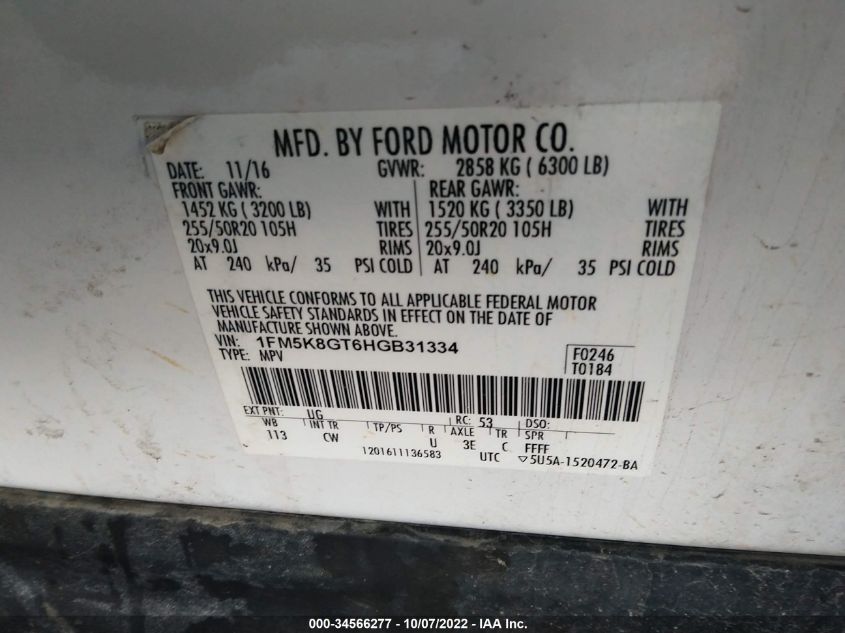 MFD. BY FORD MOTOR CO.
DATE: 11/16 GVWR: 2858 KG ( 6300 LB)
FRONT GAWR: REAR GAWR:
1452 KG ( 3200 LB) WITH 1520 KG ( 3350 LB) WITH
255/50R20 105H TIRES 255/50R20 105H TIRES
20x9.0J RIMS 20x9.0J RIMS
AT 240 kPa/ 35 PSI COLD AT 240 kPa/ 35 PSI COLD
THIS VEHICLE CONFORMS TO ALL APPLICABLE FEDERAL MOTOR
VEHICLE SAFETY STANDARDS IN EFFECT ON THE DATE OF
MANUFACTURE SHOWN ABOVE.
VIN: 1FM5K8GT6HGB31334 F0246
TYPE: MPV T0184
EXT PNT: UG RC: 53 DSO:
WB INT TR TP/PS R AXLE TR SPR
113 CW U 3E C FFFF
1201611136583 UTC ▽5U5A-1520472-BA
000-34566277 - 10/07/2022 - IAA Inc.